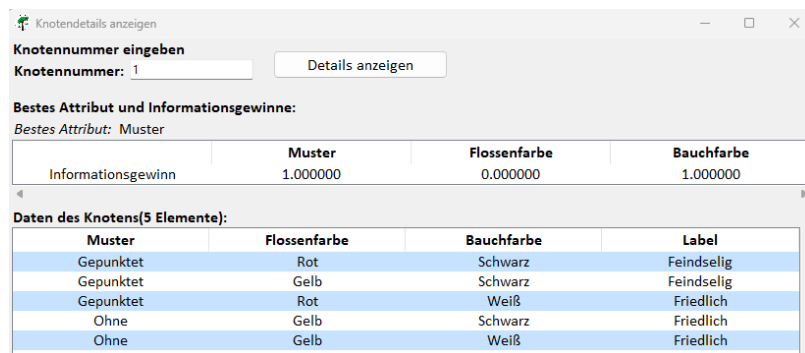 Knotendetails anzeigen
Knotennummer eingeben
Knotennummer: 1 Details anzeigen
Bestes Attribut und Informationsgewinne:
Bestes Attribut: Muster
Muster Flossenfarbe Bauchfarbe
Informationsgewinn 1.000000 0.000000 1.000000
Daten des Knotens(5 Elemente):
Muster Flossenfarbe Bauchfarbe Label
Gepunktet Rot Schwarz Feindselig
Gepunktet Gelb Schwarz Feindselig
Gepunktet Rot Weiß Friedlich
Ohne Gelb Schwarz Friedlich
Ohne Gelb Weiß Friedlich